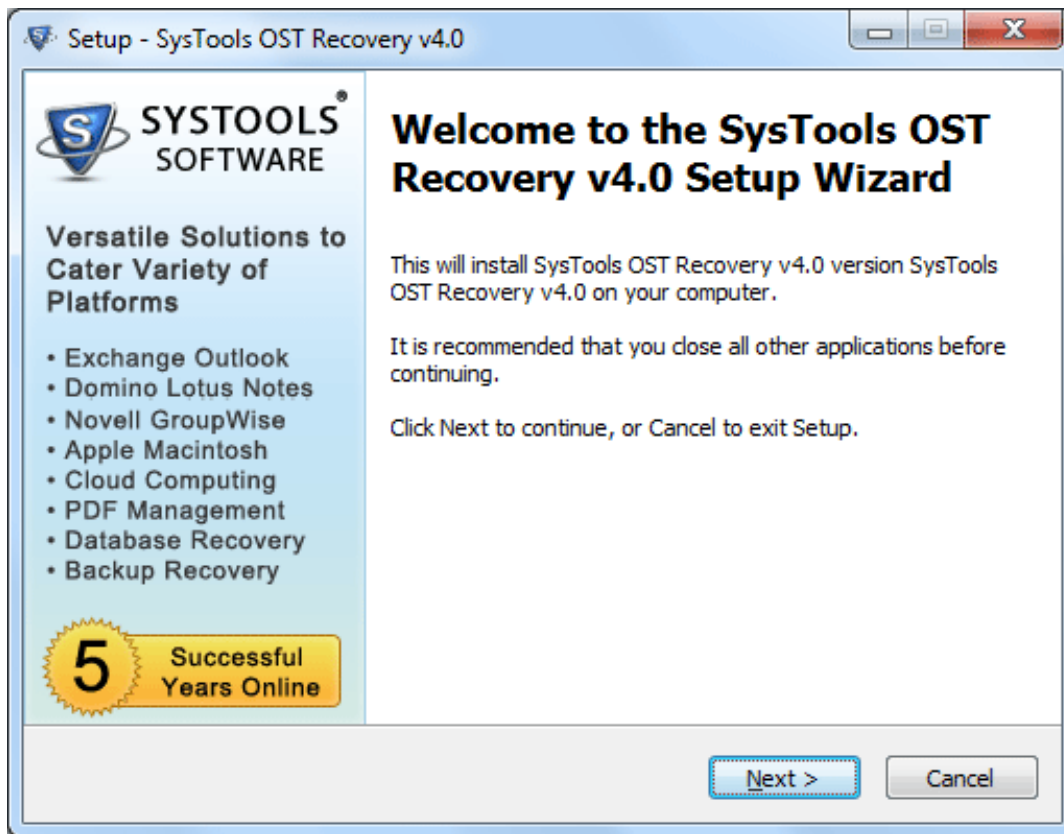 Setup - SysTools OST Recovery v4.0
X
S SYSTOOLS®
SOFTWARE
Versatile Solutions to
Cater Variety of
Platforms
• Exchange Outlook
• Domino Lotus Notes
• Novell GroupWise
• Apple Macintosh
• Cloud Computing
• PDF Management
• Database Recovery
• Backup Recovery
5 Successful
Years Online
Welcome to the SysTools OST
Recovery v4.0 Setup Wizard
This will install SysTools OST Recovery v4.0 version SysTools
OST Recovery v4.0 on your computer.
It is recommended that you close all other applications before
continuing.
Click Next to continue, or Cancel to exit Setup.
Next >
Cancel